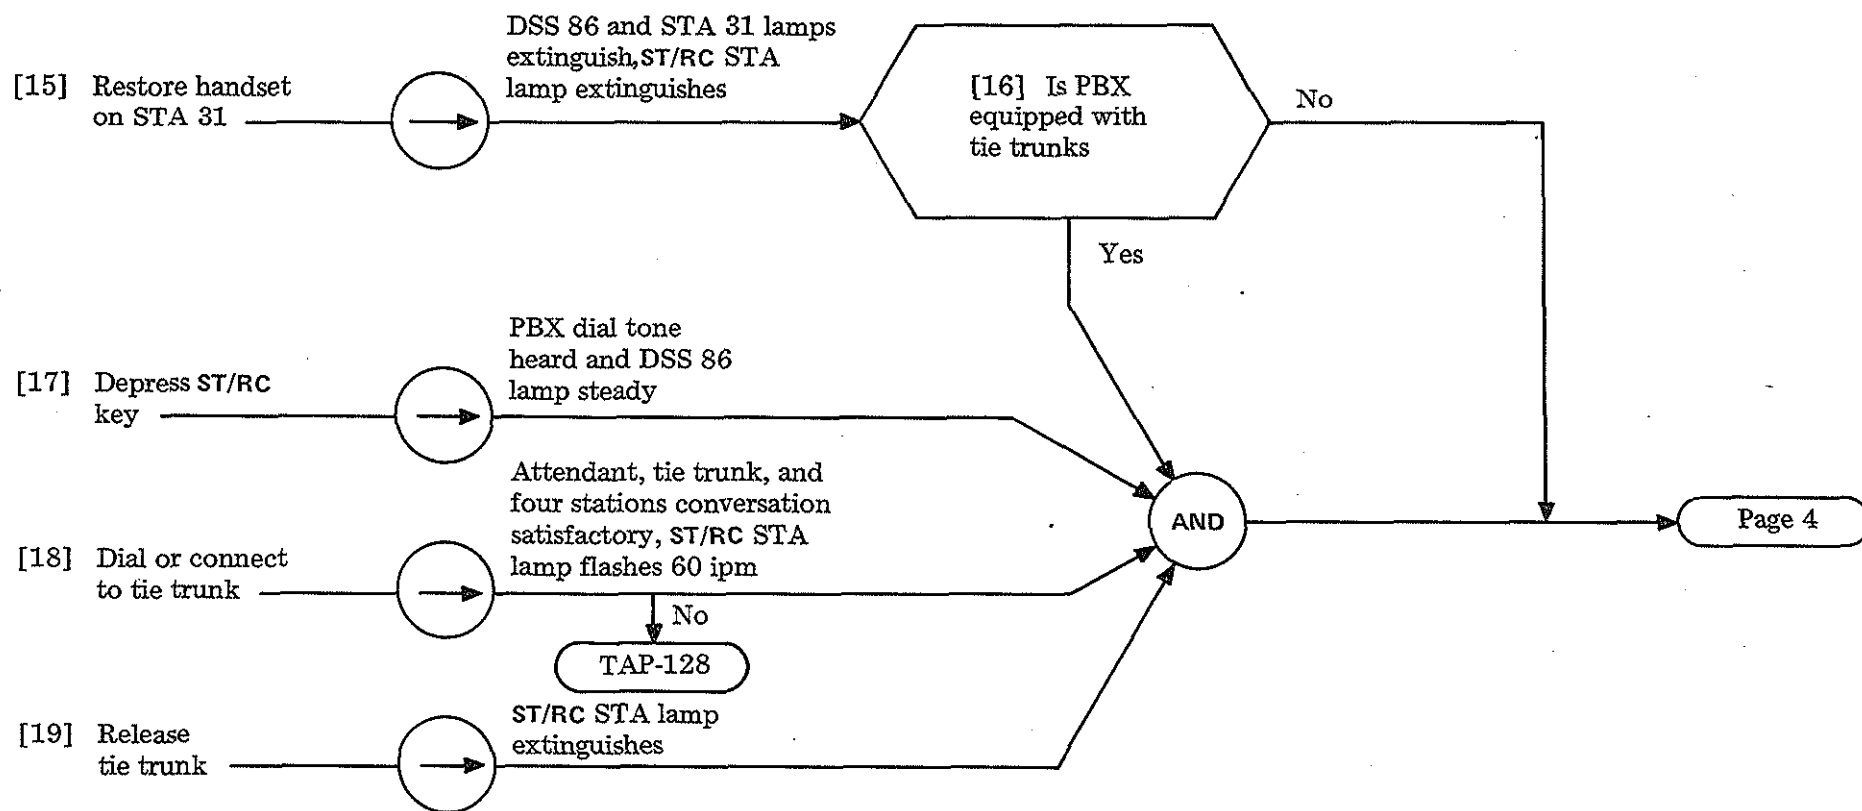 [15] Restore handset
on STA 31
DSS 86 and STA 31 lamps
extinguish,ST/RC STA
lamp extinguishes
[16] Is PBX
equipped with
tie trunks
No
Yes
[17] Depress ST/RC
key
PBX dial tone
heard and DSS 86
lamp steady
[18] Dial or connect
to tie trunk
Attendant, tie trunk, and
four stations conversation
satisfactory, ST/RC STA
lamp flashes 60 ipm
No
TAP-128
[19] Release
tie trunk
ST/RC STA lamp
extinguishes
AND
Page 4